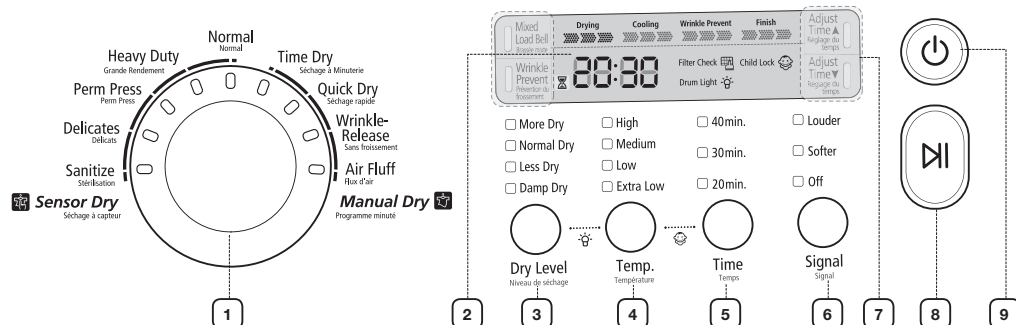 Normal
Normal
Heavy Duty
Grande Rendement
Perm Press
Perm Press
Delicates
Délicats
Sanitize
Stérilisation
Sensor Dry
Séchage à capteur
Time Dry
Séchage à Minuterie
Quick Dry
Séchage rapide
Wrinkle-
Release
Sans froissement
Air Fluff
Flux d'air
Manual Dry
Programme minuté
Mixed
Load Bell
Brassée mixte
Wrinkle
Prevent
Prévention du
froissement
Drying Cooling Wrinkle Prevent Finish
20:30
Filter Check Child Lock
Drum Light
Adjust
Time▲
Réglage du
temps
Adjust
Time▼
Réglage du
temps
More Dry
Normal Dry
Less Dry
Damp Dry
High
Medium
Low
Extra Low
40min.
30min.
20min.
Louder
Softer
Off
Dry Level
Niveau de séchage
Temp.
Température
Time
Temps
Signal
Signal
1 2 3 4 5 6 7 8 9